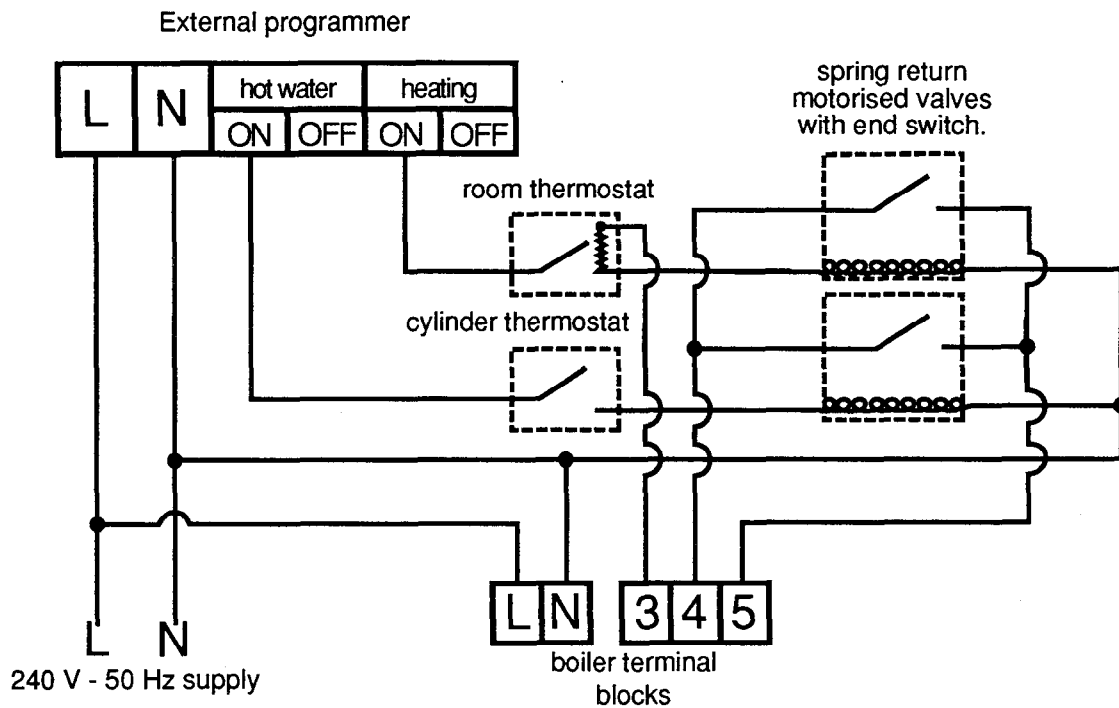 External programmer
L N hot water heating
ON OFF ON OFF
spring return
motorised valves
with end switch.
room thermostat
cylinder thermostat
L N 3 4 5
boiler terminal
blocks
L N
240 V - 50 Hz supply